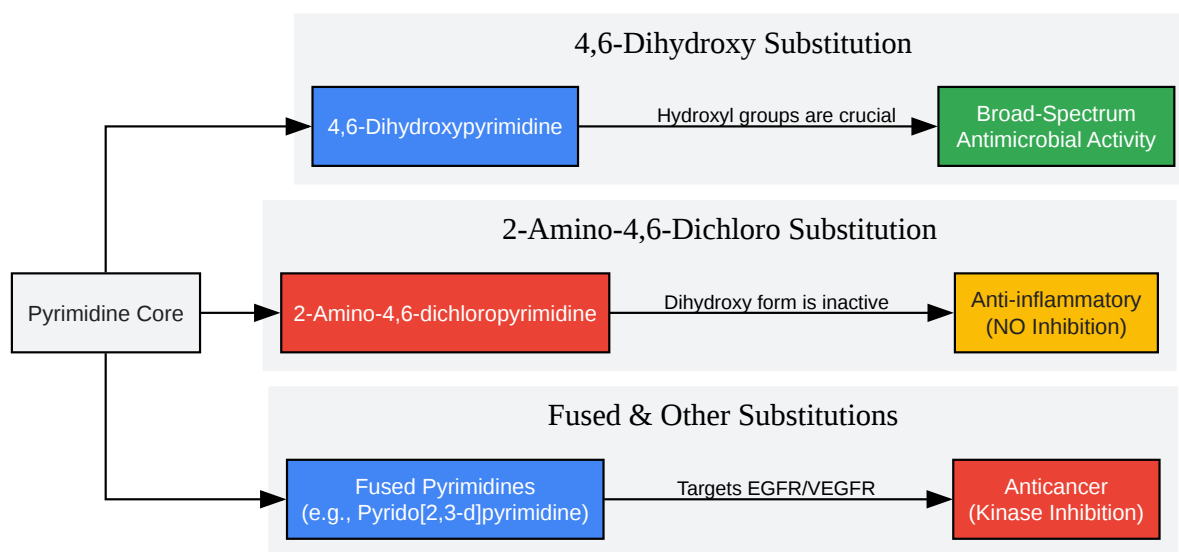 4,6-Dihydroxy Substitution
4,6-Dihydroxypyrimidine
Hydroxyl groups are crucial
Broad-Spectrum
Antimicrobial Activity
2-Amino-4,6-Dichloro Substitution
Pyrimidine Core
2-Amino-4,6-dichloropyrimidine
Dihydroxy form is inactive
Anti-inflammatory
(NO Inhibition)
Fused & Other Substitutions
Fused Pyrimidines
(e.g., Pyrido[2,3-d]pyrimidine)
Targets EGFR/VEGFR
Anticancer
(Kinase Inhibition)